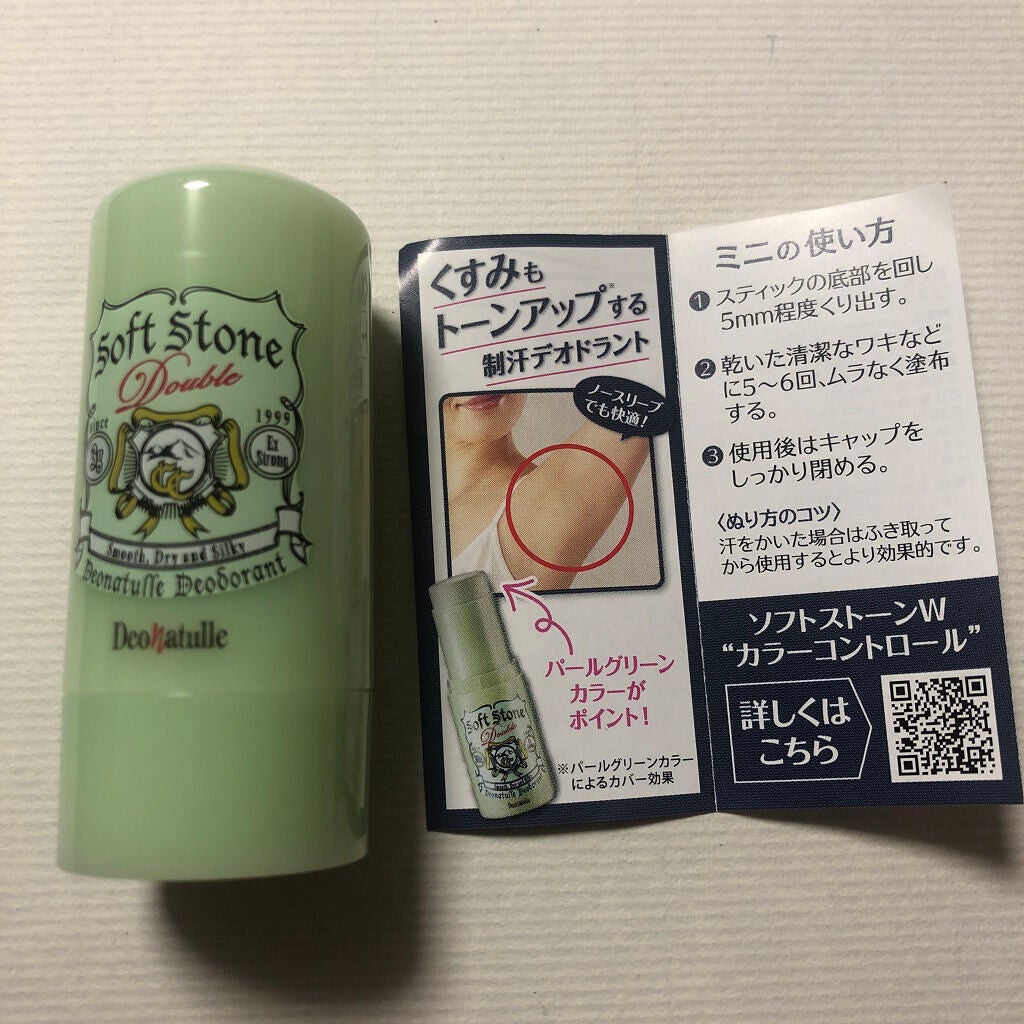 Soft Stone
Double
since
1999
Ex
Strong
Smooth, Dry and Silky
Deonatulle Deodorant
Deonatulle
くすみも
トーンアップ※する
制汗デオドラント
ノースリーブ
でも快適!
パールグリーン
カラーが
ポイント!
※パールグリーンカラー
によるカバー効果
Soft Stone
Double
Deonatulle Deodorant
Deonatulle
ミニの使い方
1 スティックの底部を回し
5mm程度くり出す。
2 乾いた清潔なワキなど
に5〜6回、ムラなく塗布
する。
3 使用後はキャップを
しっかり閉める。
〈ぬり方のコツ〉
汗をかいた場合はふき取って
から使用するとより効果的です。
ソフトストーンW
“カラーコントロール”
詳しくは
こちら